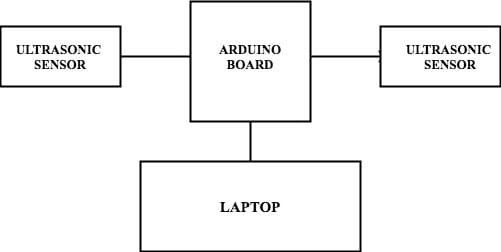 ULTRASONIC
SENSOR
ARDUINO
BOARD
ULTRASONIC
SENSOR
LAPTOP